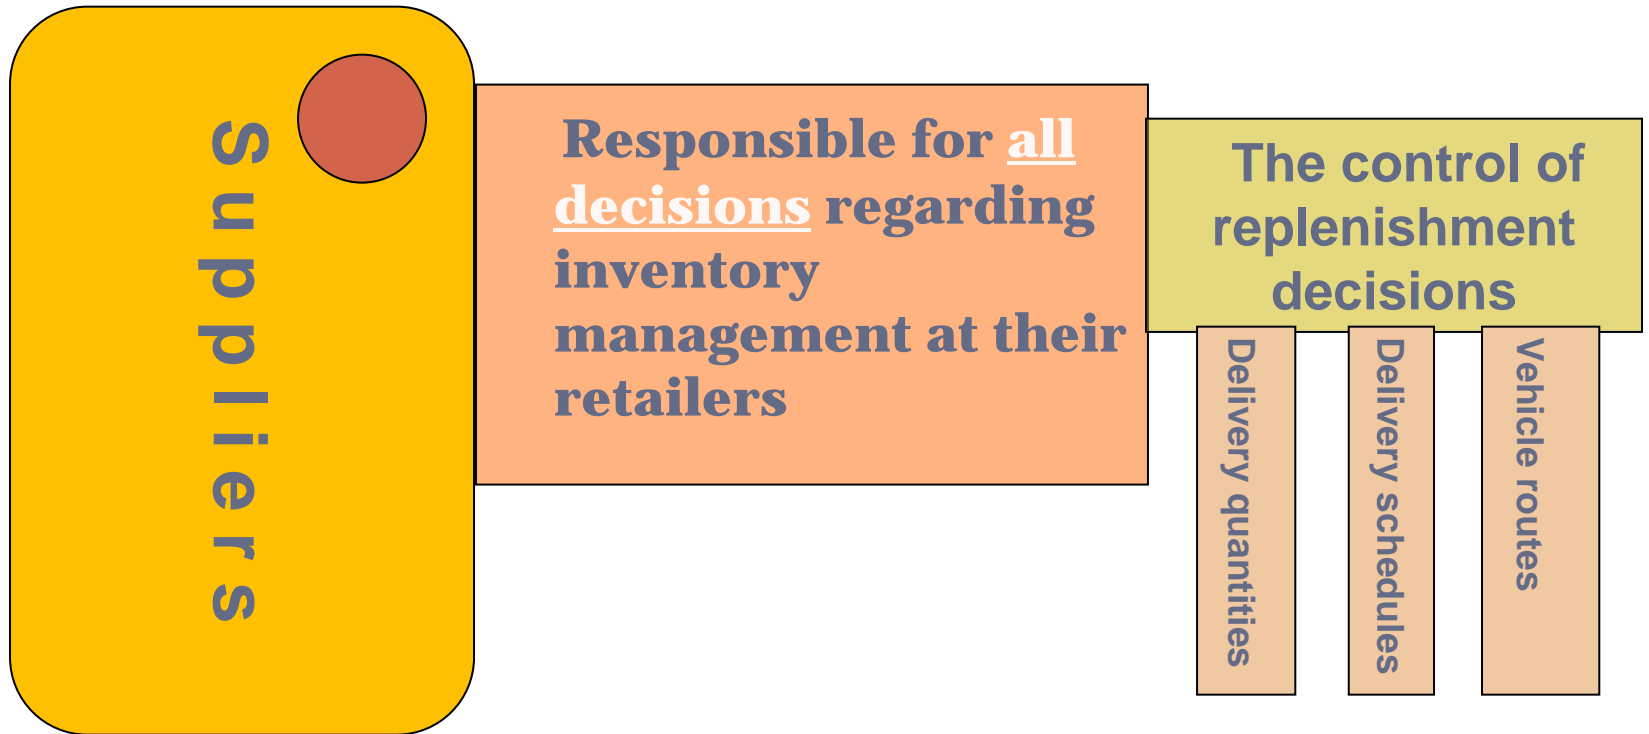 Suppliers
Responsible for all
decisions regarding
inventory
management at their
retailers
The control of
replenishment
decisions
Delivery quantities
Delivery schedules
Vehicle routes